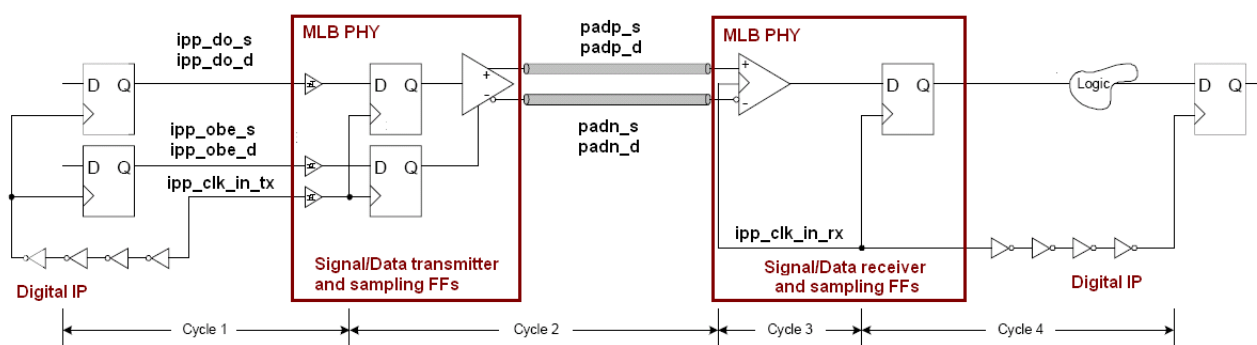 ipp_do_s
ipp_do_d
MLB PHY
padp_s
padp_d
MLB PHY
D Q
D Q
+
−
+
−
D Q
Logic
D Q
ipp_obe_s
ipp_obe_d
padn_s
padn_d
D Q
D Q
ipp_clk_in_tx
ipp_clk_in_rx
Signal/Data transmitter
and sampling FFs
Signal/Data receiver
and sampling FFs
Digital IP
Digital IP
Cycle 1
Cycle 2
Cycle 3
Cycle 4